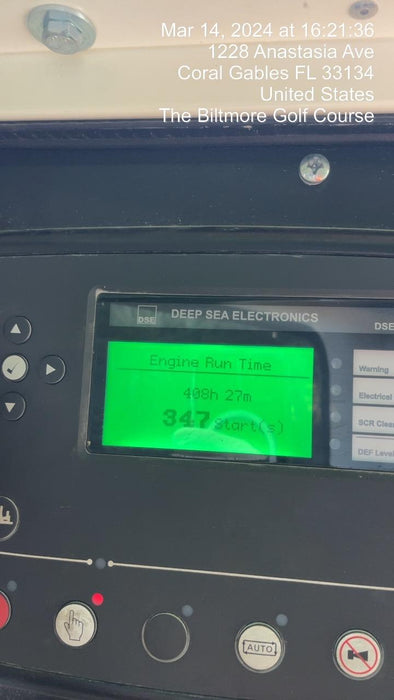 Mar 14, 2024 at 16:21:36
1228 Anastasia Ave
Coral Gables FL 33134
United States
The Biltmore Golf Course
DSE
DEEP SEA ELECTRONICS
DSE
Engine Run Time
408h 27m
347 Start(s)
Warning
Electrical
SCR Clea
DEF Level
AUTO